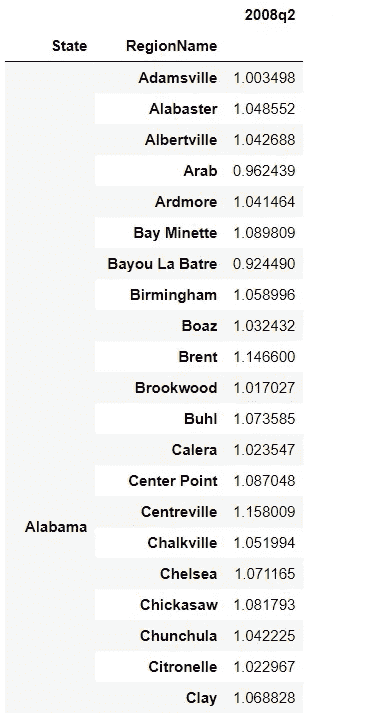 2008q2
State RegionName
Adamsville 1.003498
Alabaster 1.048552
Albertville 1.042688
Arab 0.962439
Ardmore 1.041464
Bay Minette 1.089809
Bayou La Batre 0.924490
Birmingham 1.058996
Boaz 1.032432
Brent 1.146600
Brookwood 1.017027
Buhl 1.073585
Calera 1.023547
Center Point 1.087048
Centreville 1.158009
Alabama
Chalkville 1.051994
Chelsea 1.071165
Chickasaw 1.081793
Chunchula 1.042225
Citronelle 1.022967
Clay 1.068828